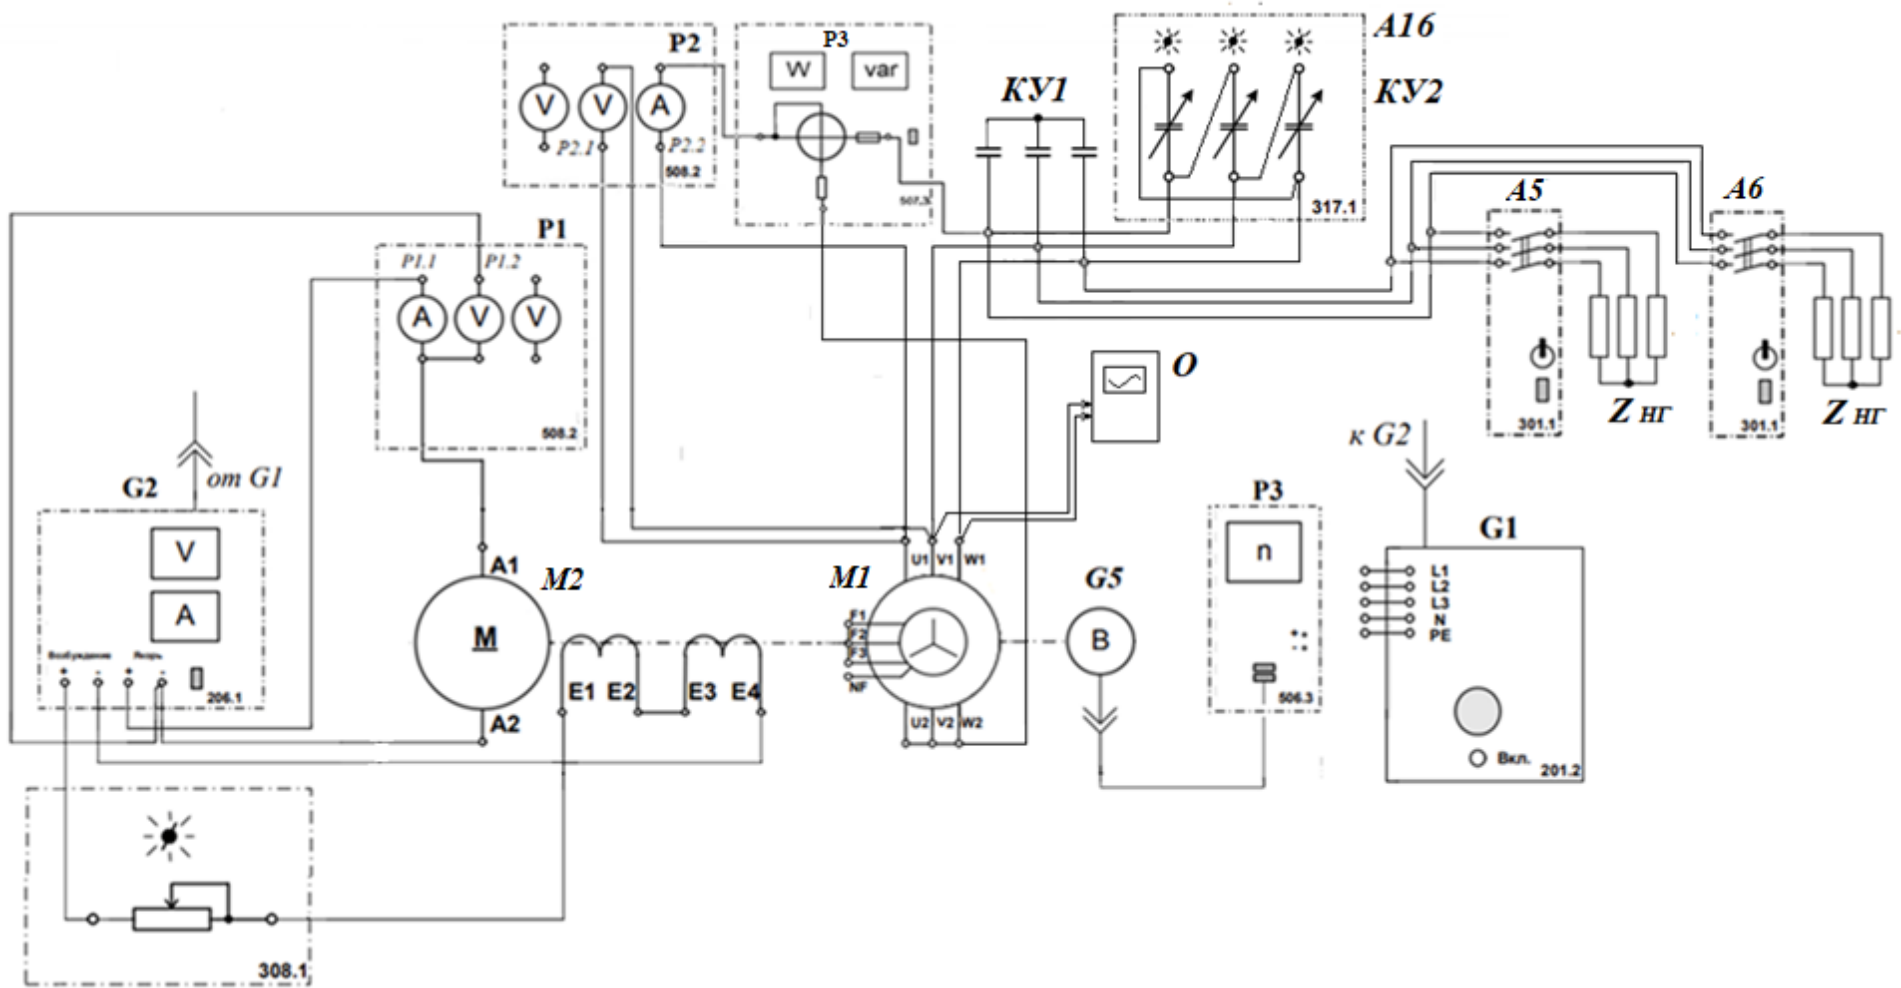 P2
V
V
A
P2.1
P2.2
508.2
P3
W
var
507.3
КУ1
A16
КУ2
317.1
A5
301.1
Z нг
A6
301.1
Z нг
P1
P1.1
P1.2
A
V
V
508.2
от G1
G2
V
A
Возбуждение
Якорь
+
-
+
-
206.1
A1
M2
M
A2
E1
E2
E3
E4
M1
U1
V1
W1
F1
F2
F3
NF
U2
V2
W2
O
G5
B
P3
n
506.3
к G2
G1
L1
L2
L3
N
PE
Вкл.
201.2
308.1